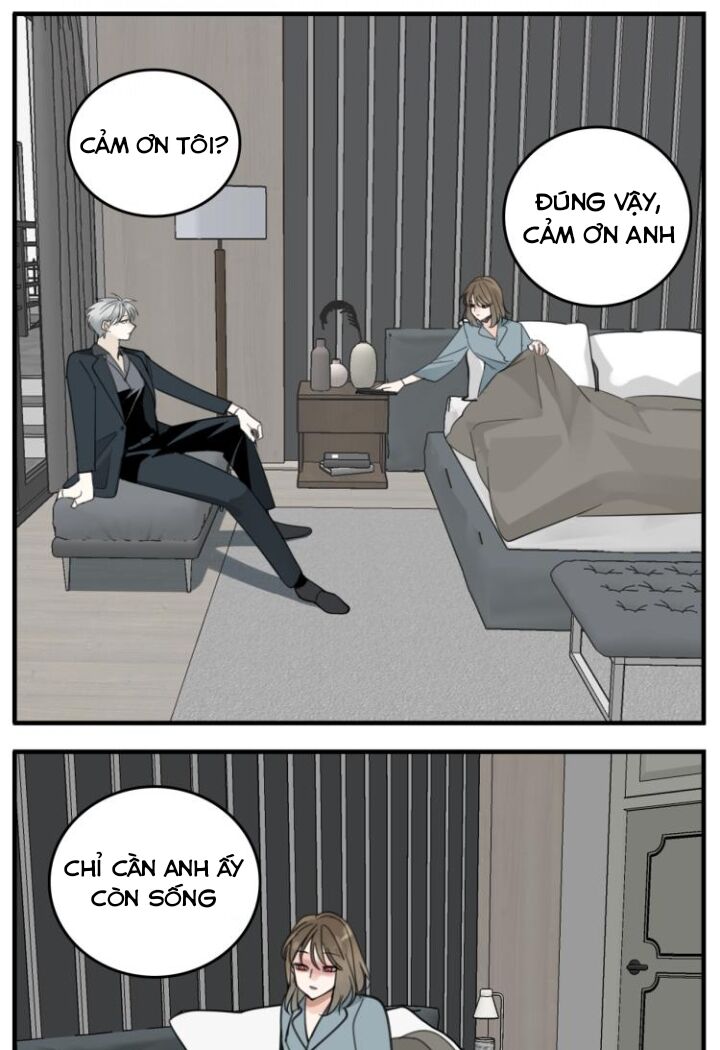 CẢM ƠN TÔI?
ĐÚNG VẬY,
CẢM ƠN ANH
CHỈ CẦN ANH ẤY
CÒN SỐNG